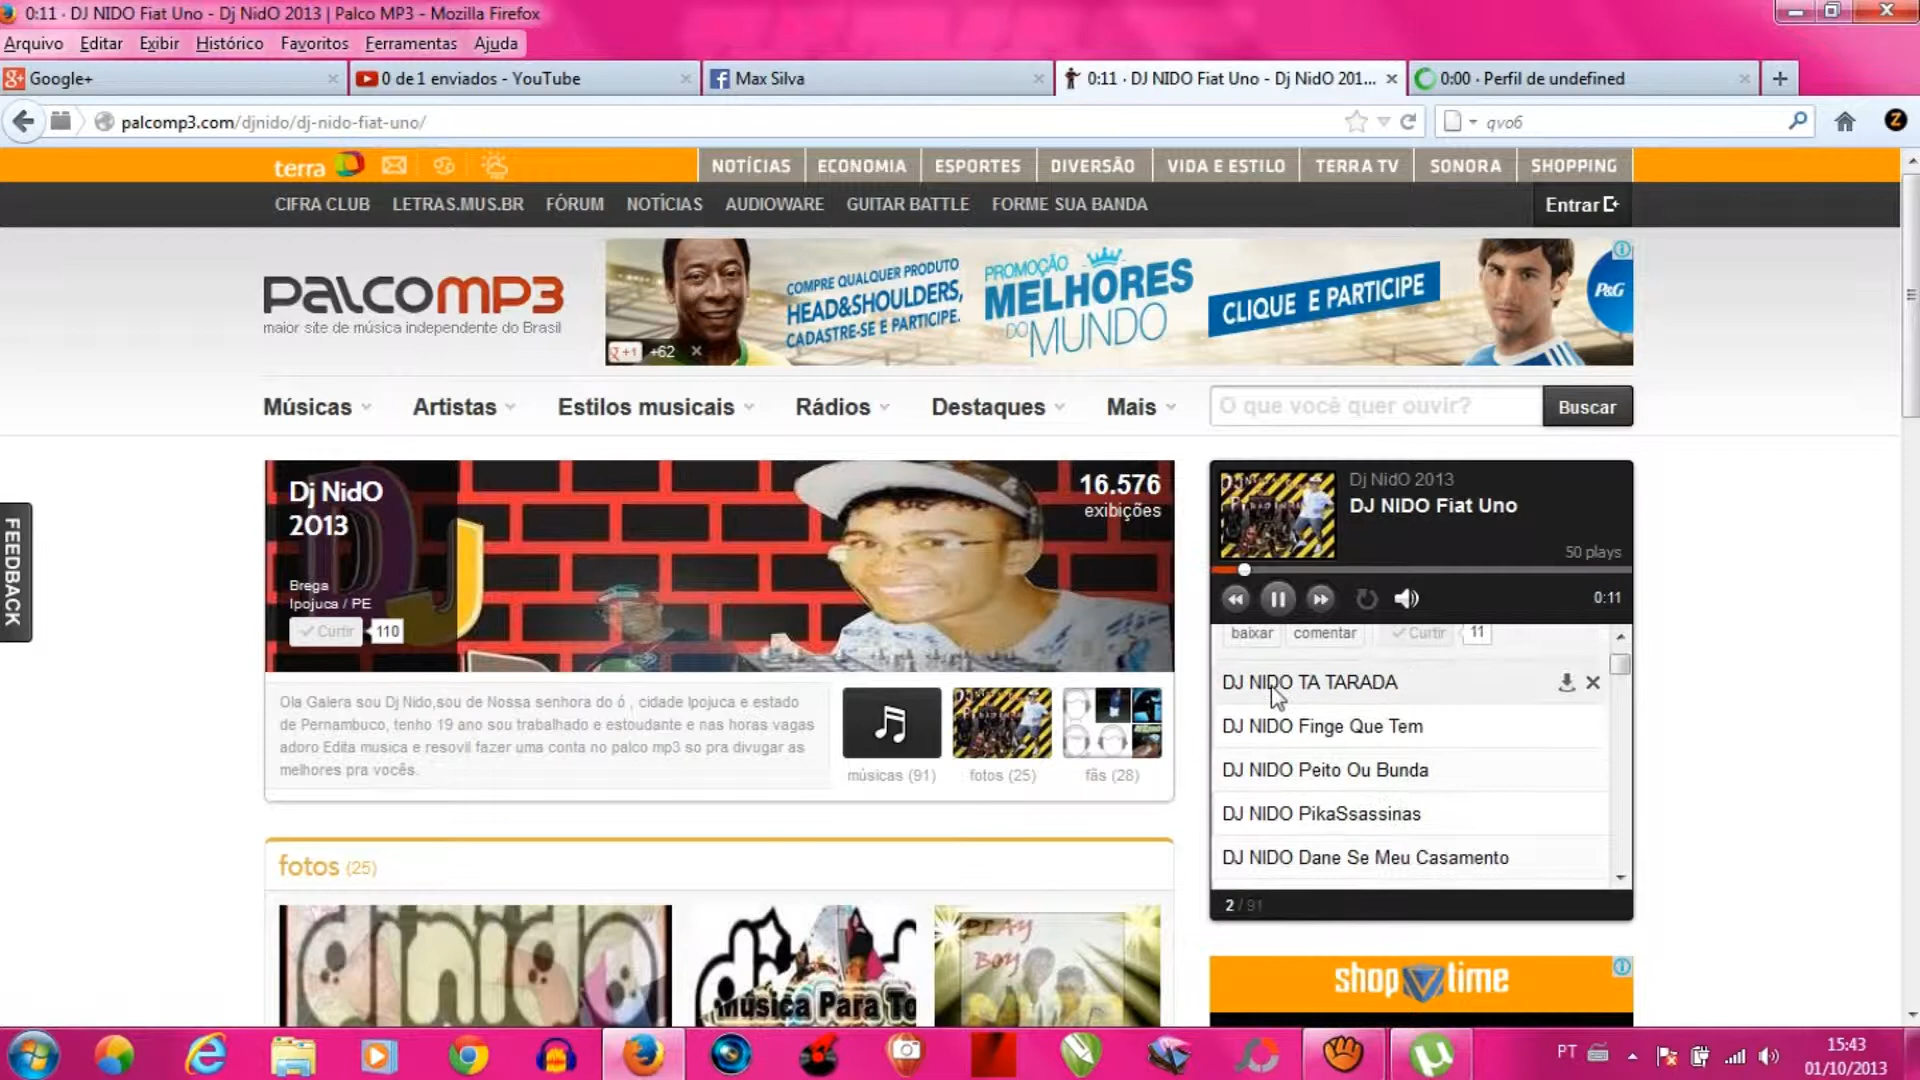 0:11 · DJ NIDO Fiat Uno - Dj NidO 2013 | Palco MP3 - Mozilla Firefox
Arquivo Editar Exibir Histórico Favoritos Ferramentas Ajuda
Google+
0 de 1 enviados - YouTube
Max Silva
0:11 · DJ NIDO Fiat Uno - Dj NidO 201...
0:00 · Perfil de undefined
palcomp3.com/djnido/dj-nido-fiat-uno/
qvo6
terra
NOTÍCIAS ECONOMIA ESPORTES DIVERSÃO VIDA E ESTILO TERRA TV SONORA SHOPPING
CIFRA CLUB LETRAS.MUS.BR FÓRUM NOTÍCIAS AUDIOWARE GUITAR BATTLE FORME SUA BANDA
Entrar
PALCOMP3
maior site de música independente do Brasil
COMPRE QUALQUER PRODUTO
HEAD&SHOULDERS,
CADASTRE-SE E PARTICIPE.
PROMOÇÃO
MELHORES
DO MUNDO
CLIQUE E PARTICIPE
P&G
+1 +62
Músicas Artistas Estilos musicais Rádios Destaques Mais
O que você quer ouvir?
Buscar
FEEDBACK
Dj NidO
2013
16.576
exibições
Brega
Ipojuca / PE
Curtir 110
Ola Galera sou Dj Nido,sou de Nossa senhora do ó , cidade Ipojuca e estado
de Pernambuco, tenho 19 ano sou trabalhado e estoudante e nas horas vagas
adoro Edita musica e resovil fazer uma conta no palco mp3 so pra divugar as
melhores pra vocês.
músicas (91)
fotos (25)
fãs (28)
Dj NidO 2013
DJ NIDO Fiat Uno
50 plays
0:11
baixar comentar Curtir 11
DJ NIDO TA TARADA
DJ NIDO Finge Que Tem
DJ NIDO Peito Ou Bunda
DJ NIDO PikaSsassinas
DJ NIDO Dane Se Meu Casamento
2 / 91
fotos (25)
djnido
Música Para To
PLAY
BOY
shoptime
PT
15:43
01/10/2013